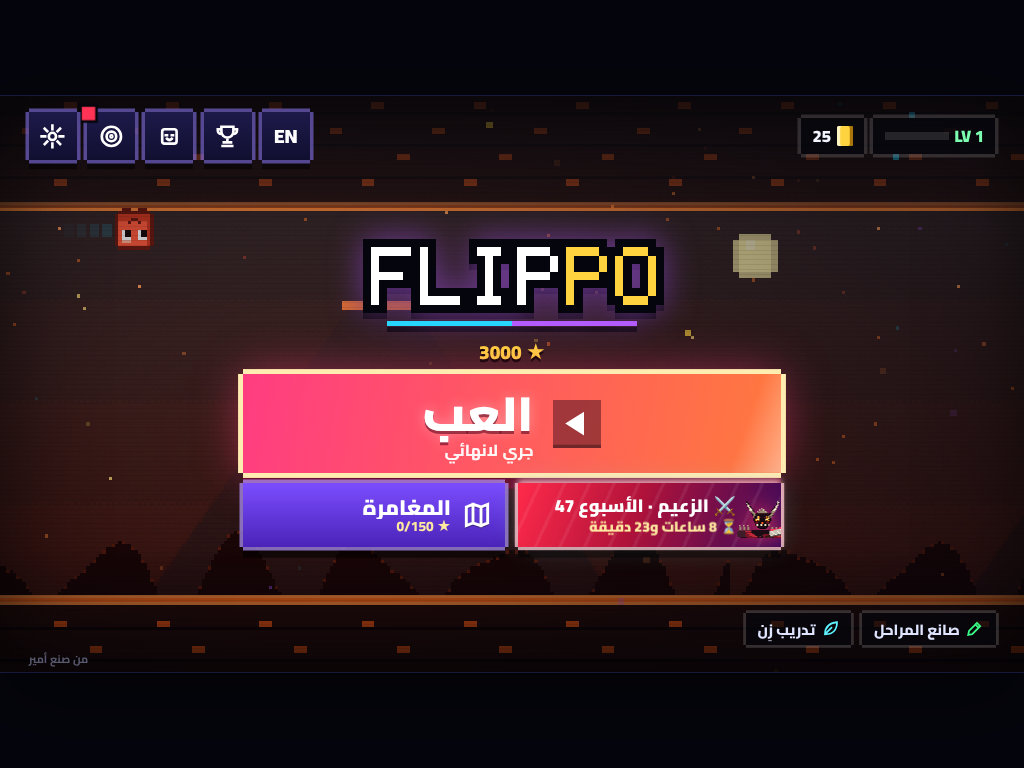 EN
25
LV 1
FLIPPO
3000 ★
العب
جري لانهائي
⚔️ الزعيم · الأسبوع 47
⏳ 8 ساعات و23 دقيقة
المغامرة
★ 0/150
صانع المراحل
تدريب زن
من صنع أمير